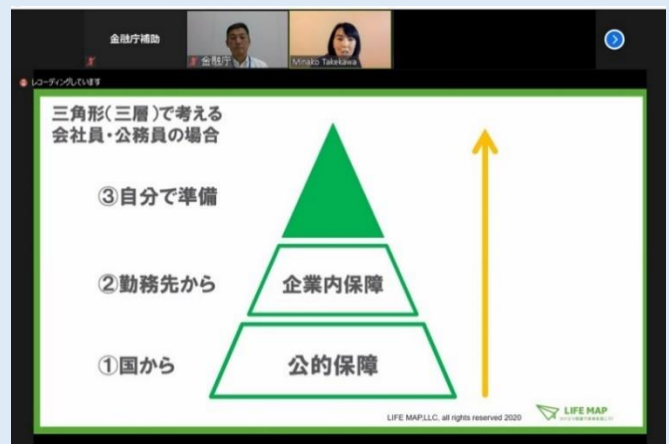 金融庁補助
金融庁
Minako Takekawa
レコーディングしています
三角形（三層）で考える
会社員・公務員の場合
③自分で準備
②勤務先から
企業内保障
①国から
公的保障
LIFE MAP,LLC, all rights reserved 2020
LIFE MAP